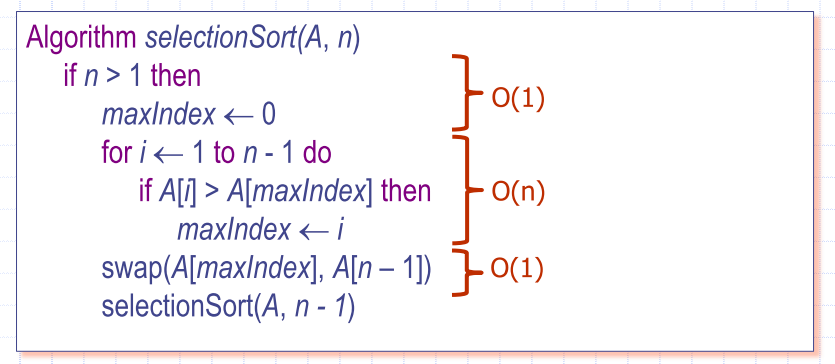 Algorithm selectionSort(A, n)
if n > 1 then
maxIndex ← 0
O(1)
for i ← 1 to n - 1 do
if A[i] > A[maxIndex] then
maxIndex ← i
O(n)
swap(A[maxIndex], A[n – 1])
O(1)
selectionSort(A, n - 1)